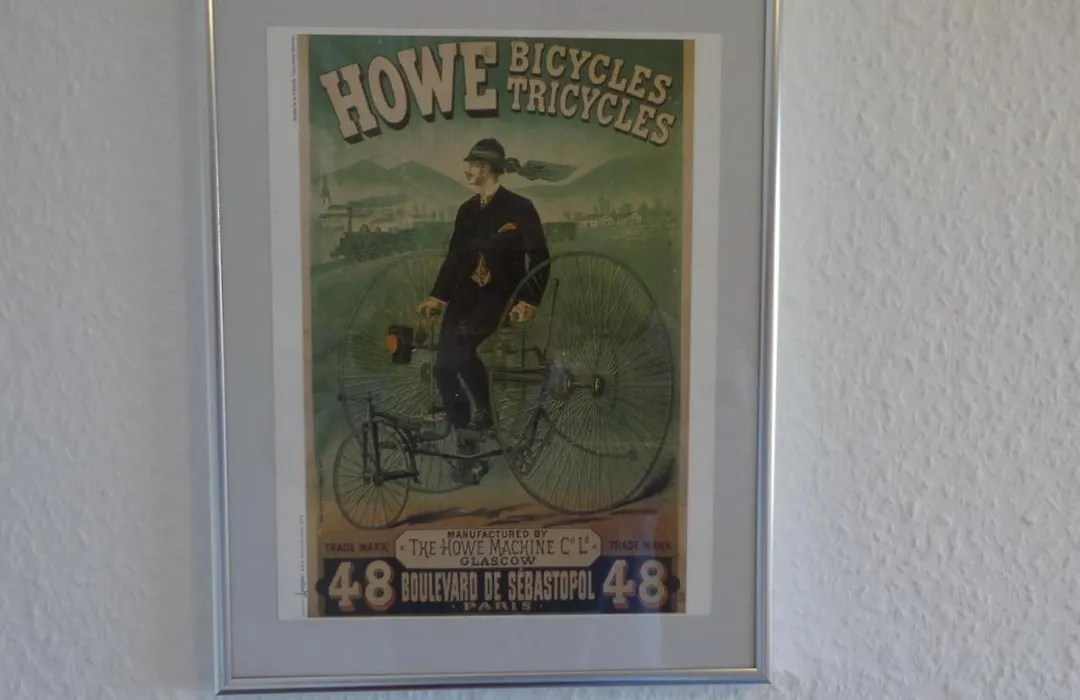 HOWE BICYCLES
TRICYCLES
MANUFACTURED BY
THE HOWE MACHINE Cº Lᵈ
GLASCOW
TRADE MARK
TRADE MARK
48 BOULEVARD DE SÉBASTOPOL 48
PARIS